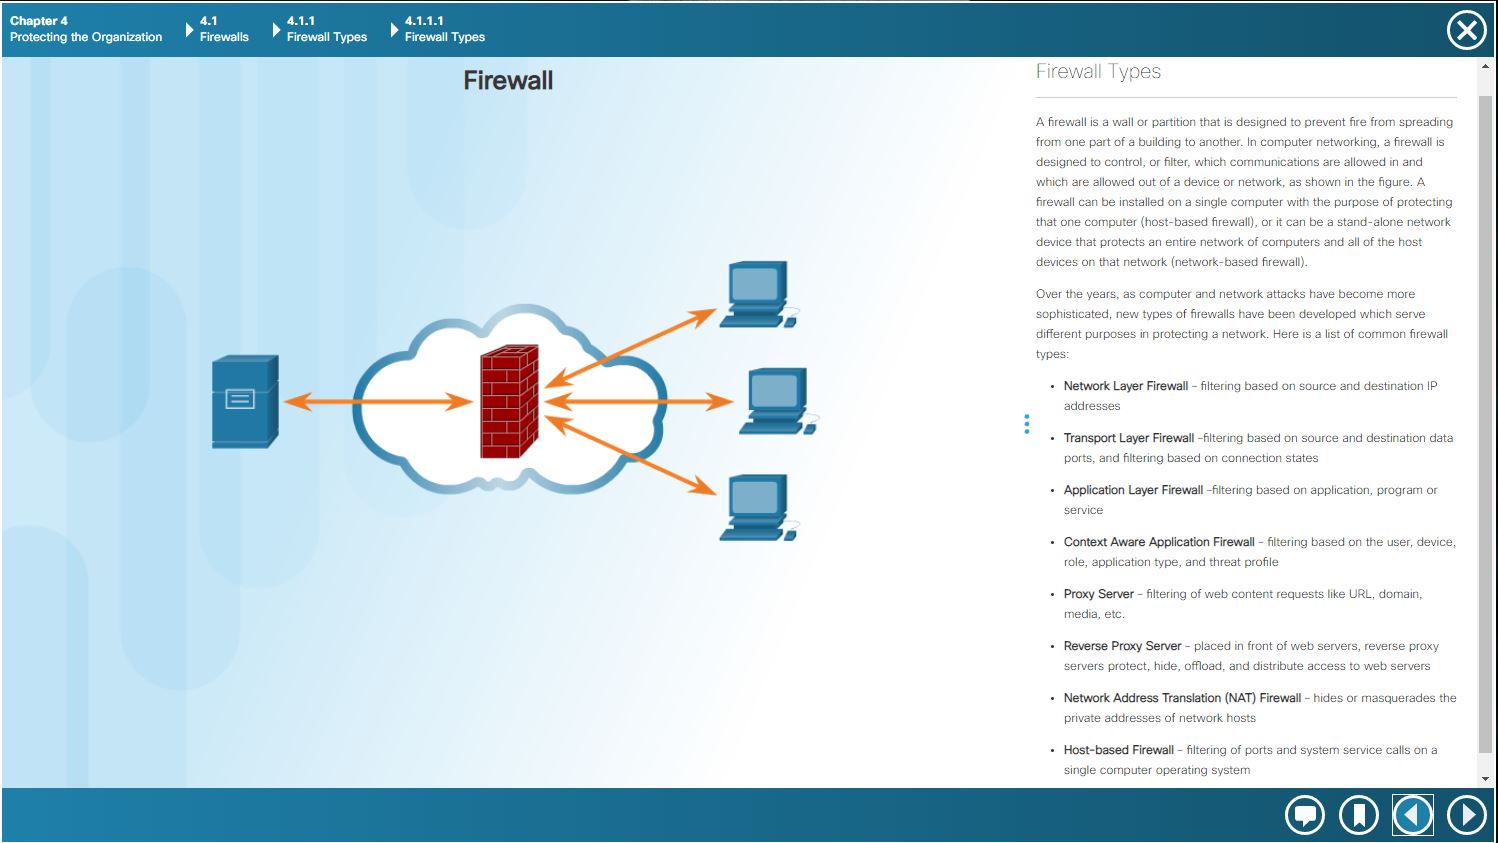 Chapter 4
Protecting the Organization
4.1
Firewalls
4.1.1
Firewall Types
4.1.1.1
Firewall Types
Firewall
Firewall Types
A firewall is a wall or partition that is designed to prevent fire from spreading
from one part of a building to another. In computer networking, a firewall is
designed to control, or filter, which communications are allowed in and
which are allowed out of a device or network, as shown in the figure. A
firewall can be installed on a single computer with the purpose of protecting
that one computer (host-based firewall), or it can be a stand-alone network
device that protects an entire network of computers and all of the host
devices on that network (network-based firewall).
Over the years, as computer and network attacks have become more
sophisticated, new types of firewalls have been developed which serve
different purposes in protecting a network. Here is a list of common firewall
types:
• Network Layer Firewall – filtering based on source and destination IP
addresses
• Transport Layer Firewall –filtering based on source and destination data
ports, and filtering based on connection states
• Application Layer Firewall –filtering based on application, program or
service
• Context Aware Application Firewall – filtering based on the user, device,
role, application type, and threat profile
• Proxy Server – filtering of web content requests like URL, domain,
media, etc.
• Reverse Proxy Server – placed in front of web servers, reverse proxy
servers protect, hide, offload, and distribute access to web servers
• Network Address Translation (NAT) Firewall – hides or masquerades the
private addresses of network hosts
• Host-based Firewall – filtering of ports and system service calls on a
single computer operating system